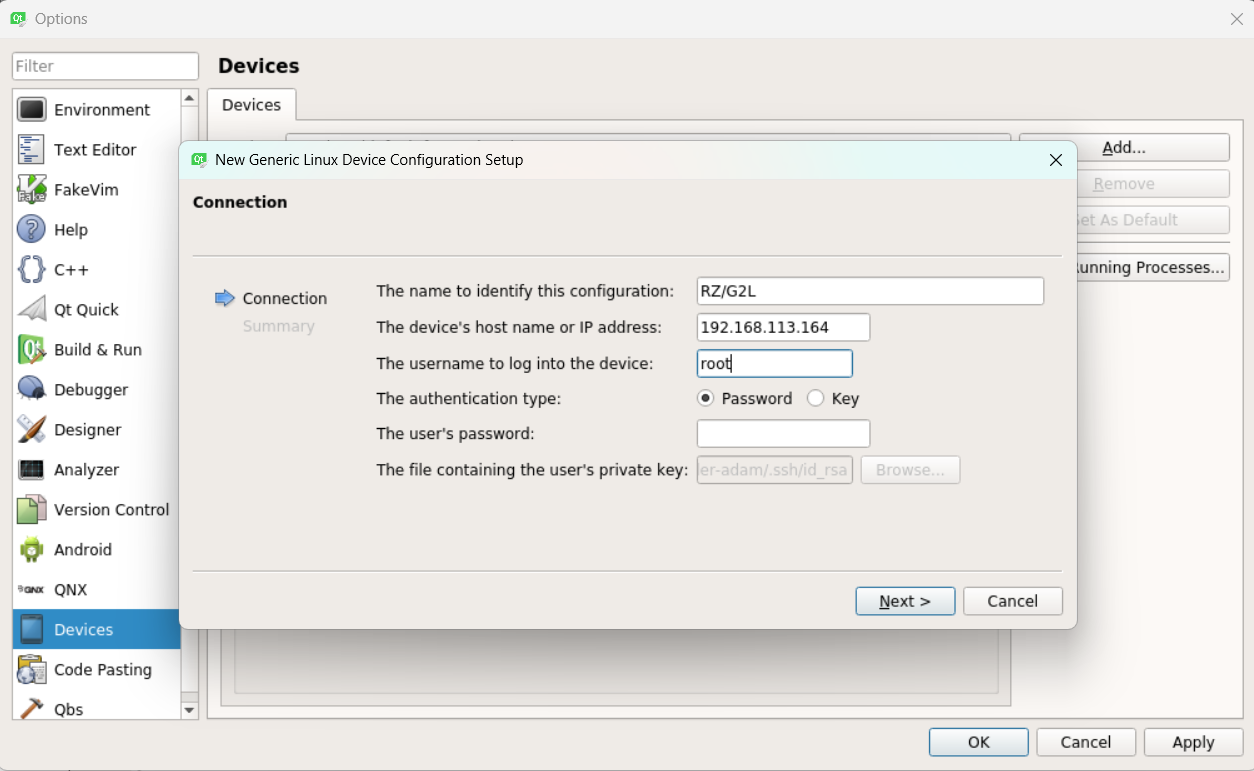 Options
Filter
Devices
Environment
Text Editor
FakeVim
Help
C++
Qt Quick
Build & Run
Debugger
Designer
Analyzer
Version Control
Android
QNX
Devices
Code Pasting
Qbs
Devices
Add...
Remove
Set As Default
Running Processes...
New Generic Linux Device Configuration Setup
Connection
Connection
Summary
The name to identify this configuration: RZ/G2L
The device's host name or IP address: 192.168.113.164
The username to log into the device: root
The authentication type: Password Key
The user's password:
The file containing the user's private key: er-adam/.ssh/id_rsa Browse...
Next > Cancel
OK Cancel Apply